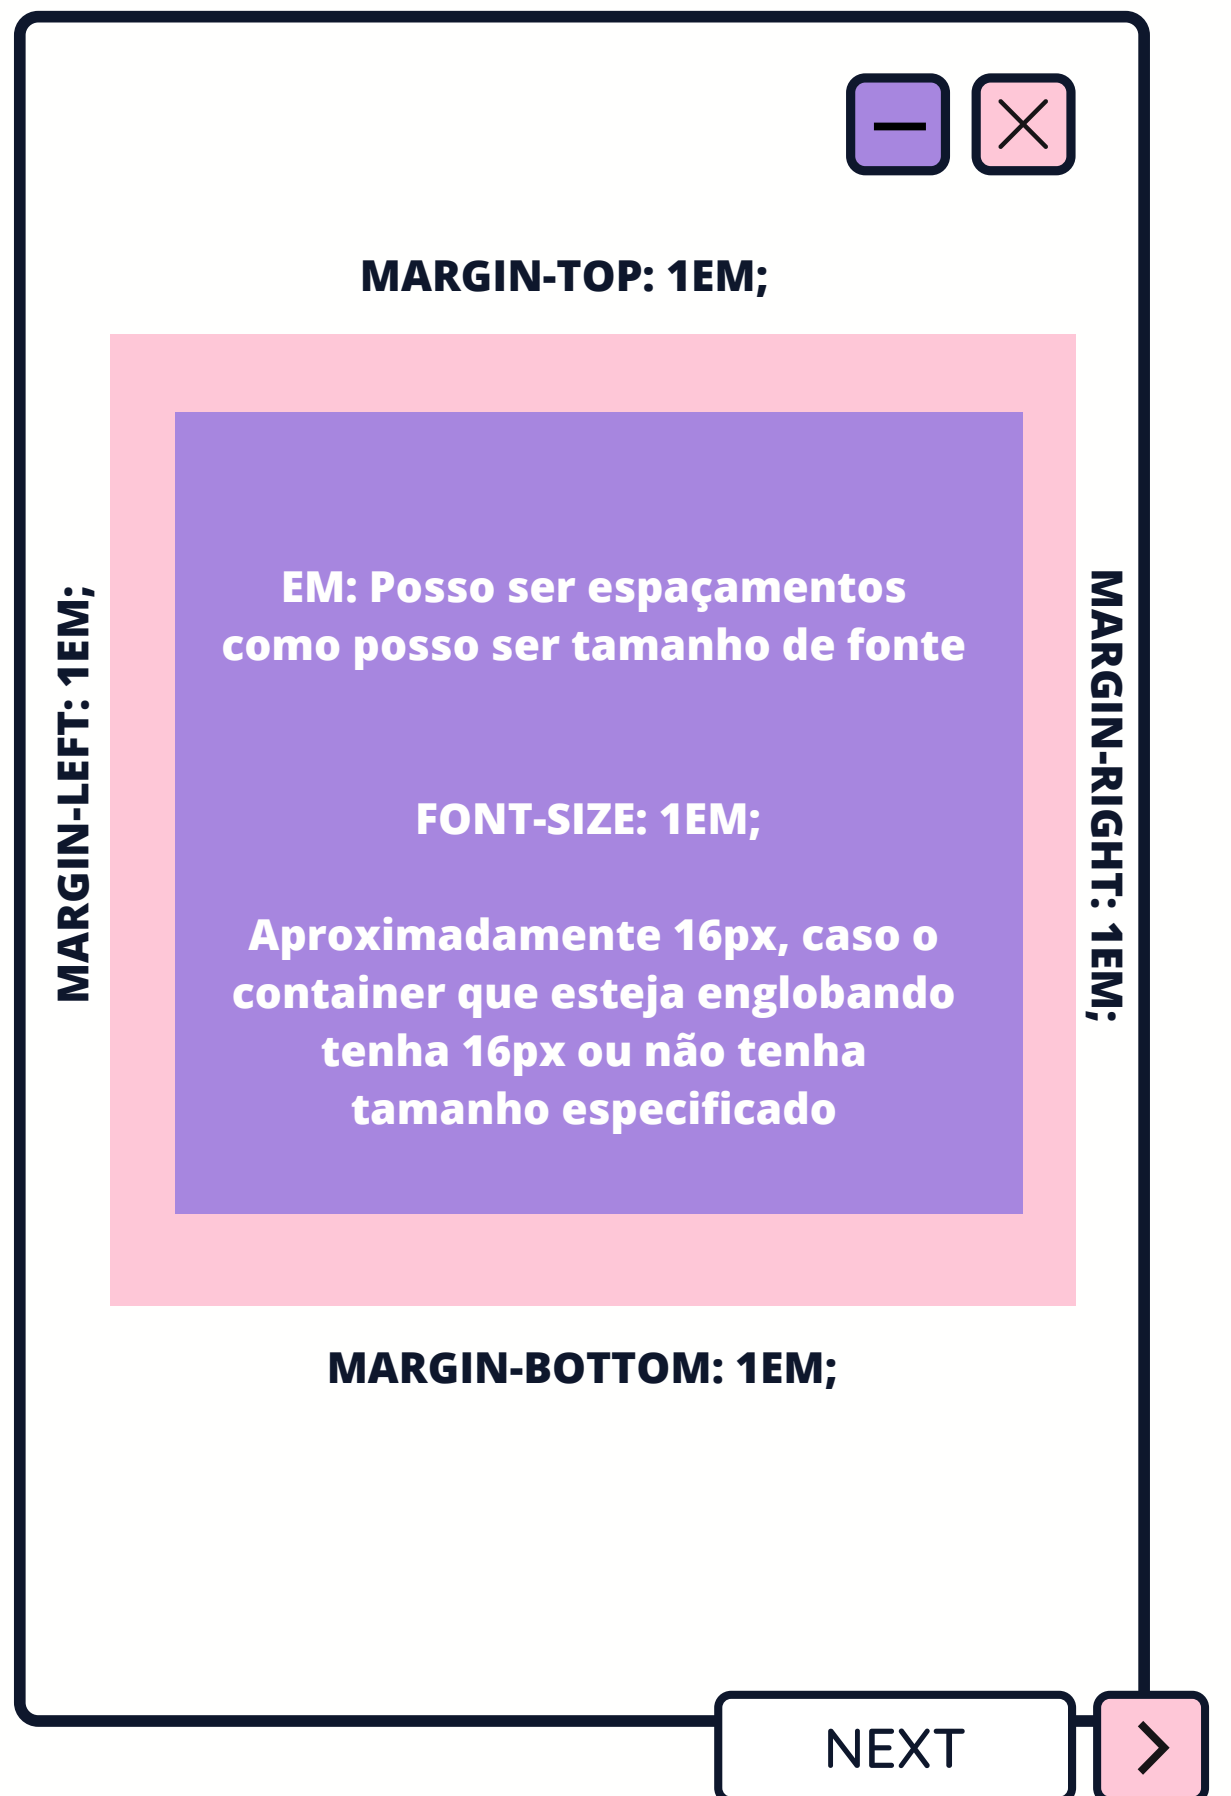 MARGIN-TOP: 1EM;
MARGIN-LEFT: 1EM;
EM: Posso ser espaçamentos
como posso ser tamanho de fonte
FONT-SIZE: 1EM;
Aproximadamente 16px, caso o
container que esteja englobando
tenha 16px ou não tenha
tamanho especificado
MARGIN-RIGHT: 1EM;
MARGIN-BOTTOM: 1EM;
NEXT